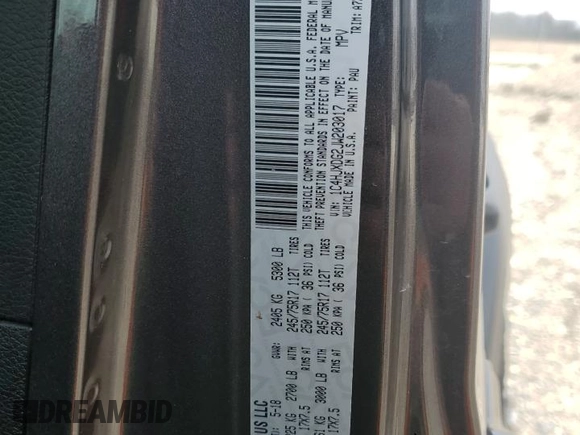 US LLC
5-18 GWR: 2405 KG 5300 LB
KG 2700 LB WITH 245/75R17 112T TIRES
17X7.5 RIMS AT 250 KPA ( 36 PSI) COLD
KG 3000 LB WITH 245/75R17 112T TIRES
17X7.5 RIMS AT 250 KPA ( 36 PSI) COLD
THIS VEHICLE CONFORMS TO ALL APPLICABLE U.S.A. FEDERAL M
THEFT PREVENTION STANDARDS IN EFFECT ON THE DATE OF MANU
VIN: 1C4HJXDG2JW203017 TYPE: MPV
VEHICLE MADE IN U.S.A. PAINT: PAU TRIM: A7
DREAMBID